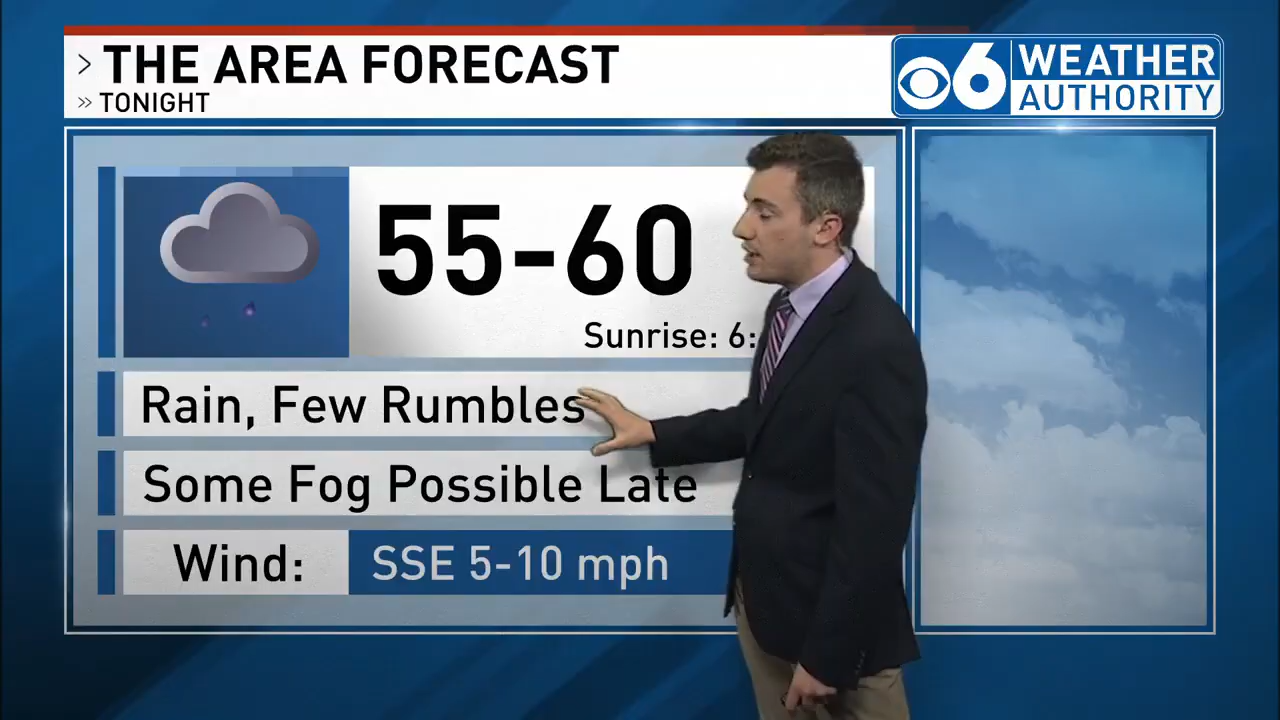 > THE AREA FORECAST
» TONIGHT
6 WEATHER
AUTHORITY
55-60
Sunrise: 6:
Rain, Few Rumbles
Some Fog Possible Late
Wind: SSE 5-10 mph